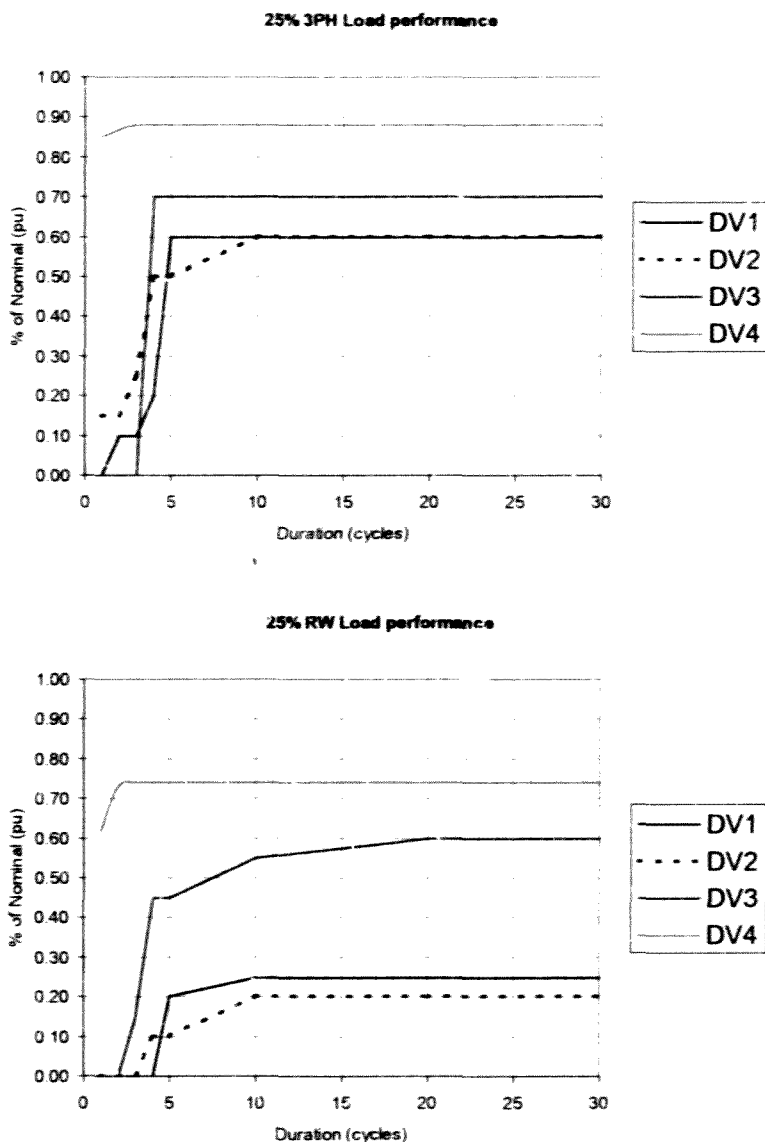 25% 3PH Load performance
% of Nominal (pu)
1.00
0.90
0.80
0.70
0.60
0.50
0.40
0.30
0.20
0.10
0.00
0 5 10 15 20 25 30
Duration (cycles)
DV1
DV2
DV3
DV4
25% RW Load performance
% of Nominal (pu)
1.00
0.90
0.80
0.70
0.60
0.50
0.40
0.30
0.20
0.10
0.00
0 5 10 15 20 25 30
Duration (cycles)
DV1
DV2
DV3
DV4